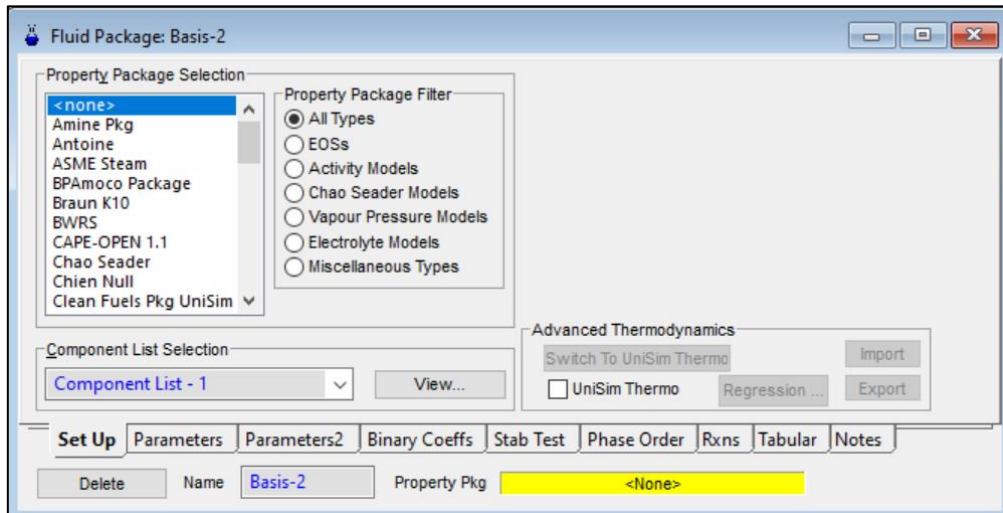 Fluid Package: Basis-2
Property Package Selection
<none>
Amine Pkg
Antoine
ASME Steam
BPAmoco Package
Braun K10
BWRS
CAPE-OPEN 1.1
Chao Seader
Chien Null
Clean Fuels Pkg UniSim
Property Package Filter
All Types
EOSs
Activity Models
Chao Seader Models
Vapour Pressure Models
Electrolyte Models
Miscellaneous Types
Component List Selection
Component List - 1
View...
Advanced Thermodynamics
Switch To UniSim Thermo
Import
UniSim Thermo
Regression ...
Export
Set Up Parameters Parameters2 Binary Coeffs Stab Test Phase Order Rxns Tabular Notes
Delete Name Basis-2 Property Pkg <None>